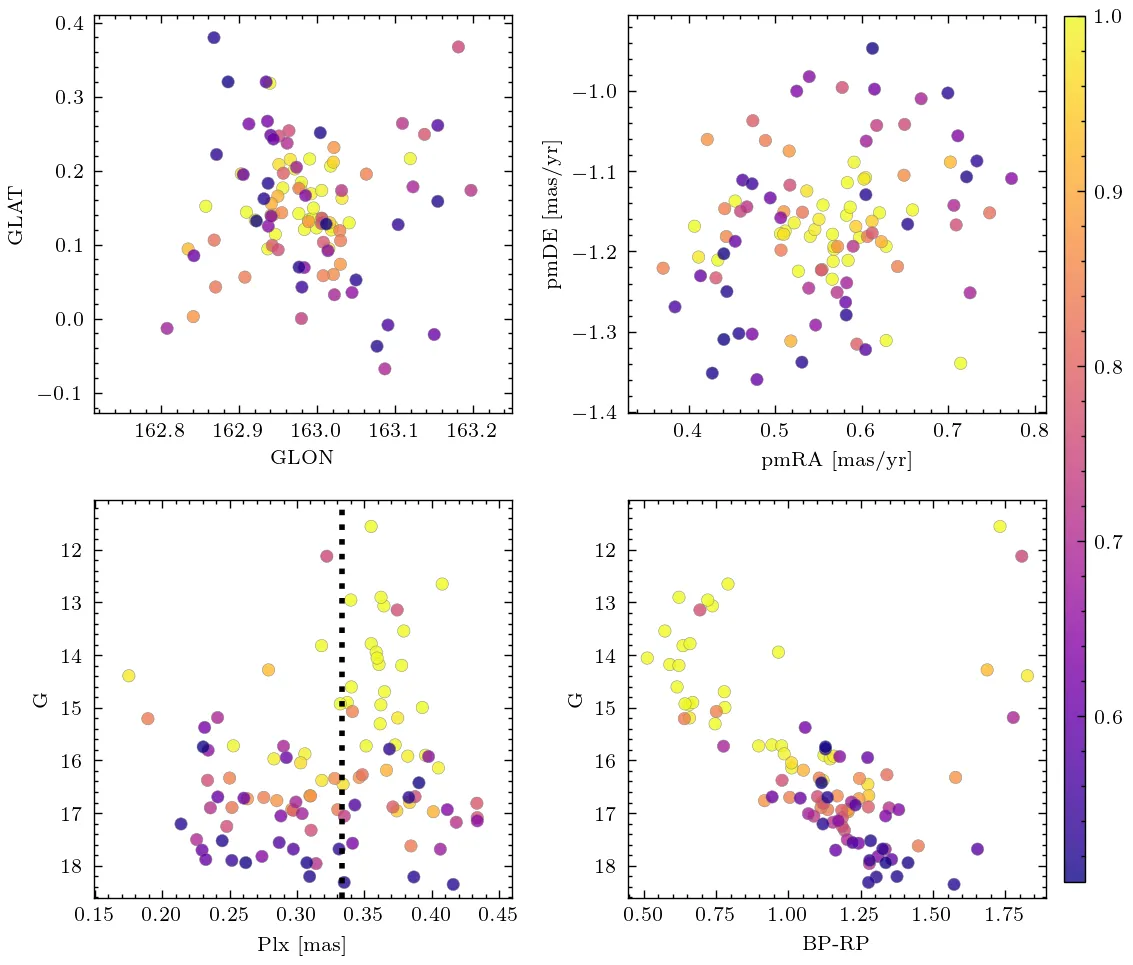 0.4
0.3
0.2
0.1
0.0
−0.1
GLAT
162.8 162.9 163.0 163.1 163.2
GLON
−1.0
−1.1
−1.2
−1.3
−1.4
pmDE [mas/yr]
0.4 0.5 0.6 0.7 0.8
pmRA [mas/yr]
1.0
0.9
0.8
0.7
0.6
12
13
14
15
16
17
18
G
0.15 0.20 0.25 0.30 0.35 0.40 0.45
Plx [mas]
12
13
14
15
16
17
18
G
0.50 0.75 1.00 1.25 1.50 1.75
BP-RP